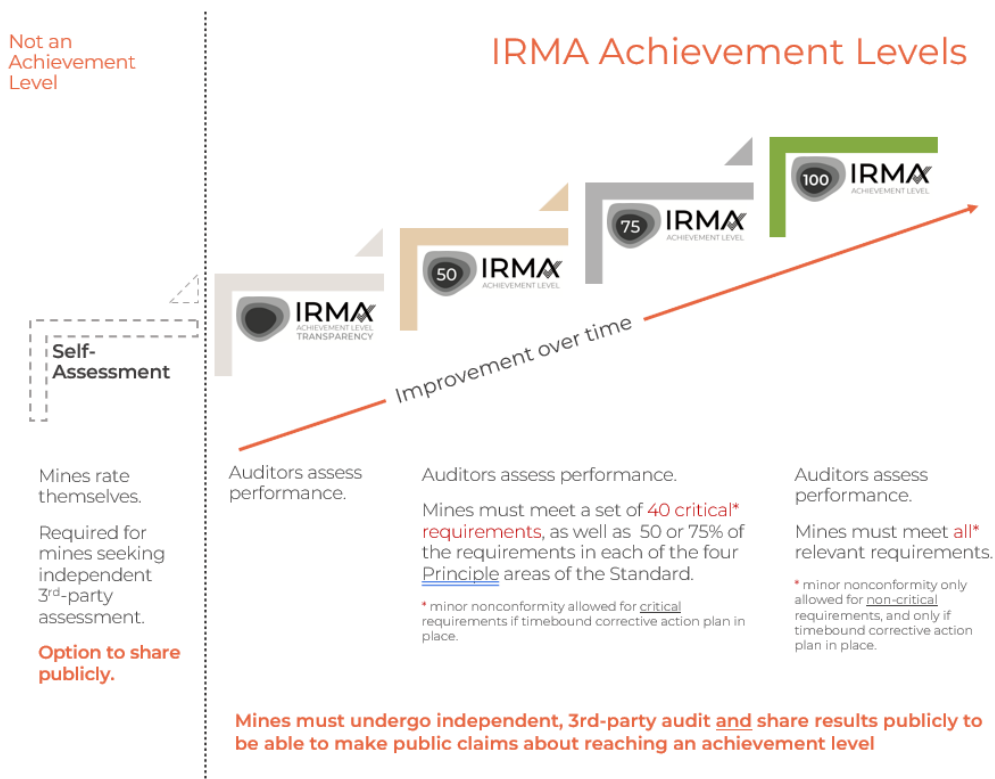 Not an
Achievement
Level
IRMA Achievement Levels
Self-
Assessment
IRMA
ACHIEVEMENT LEVEL
TRANSPARENCY
50
IRMA
ACHIEVEMENT LEVEL
75
IRMA
ACHIEVEMENT LEVEL
100
IRMA
ACHIEVEMENT LEVEL
Improvement over time
Mines rate
themselves.
Required for
mines seeking
independent
3rd-party
assessment.
Option to share
publicly.
Auditors assess
performance.
Auditors assess performance.
Mines must meet a set of 40 critical*
requirements, as well as 50 or 75% of
the requirements in each of the four
Principle areas of the Standard.
* minor nonconformity allowed for critical
requirements if timebound corrective action plan in
place.
Auditors assess
performance.
Mines must meet all*
relevant requirements.
* minor nonconformity only
allowed for non-critical
requirements, and only if
timebound corrective action
plan in place.
Mines must undergo independent, 3rd-party audit and share results publicly to
be able to make public claims about reaching an achievement level